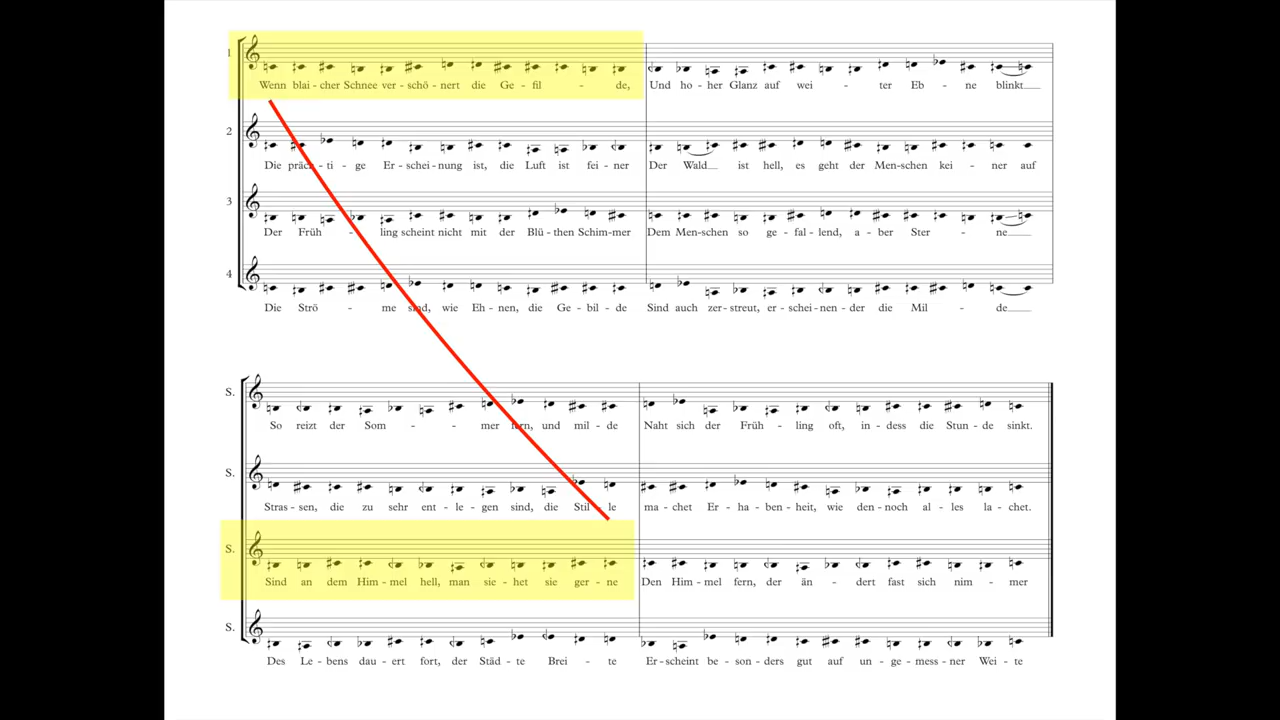 1
Wenn blai - cher Schnee ver - schö - nert die Ge - fil - de, Und ho - her Glanz auf wei - ter Eb - ne blinkt
2
Die präch - ti - ge Er - schei - nung ist, die Luft ist fei - ner Der Wald ist hell, es geht der Men - schen kei - ner auf
3
Der Früh - ling scheint nicht mit der Blü - then Schim - mer Dem Men - schen so ge - fal - lend, a - ber Ster - ne
4
Die Strö - me sind, wie Eh - nen, die Ge - bil - de Sind auch zer - streut, er - schei - nen - der die Mil - de
S.
So reizt der Som - mer fern, und mil - de Naht sich der Früh - ling oft, in - dess die Stun - de sinkt.
S.
Stras - sen, die zu sehr ent - le - gen sind, die Stil - le ma - chet Er - ha - ben - heit, wie den - noch al - les la - chet.
S.
Sind an dem Him - mel hell, man sie - het sie ger - ne Den Him - mel fern, der än - dert fast sich nim - mer
S.
Des Le - bens dau - ert fort, der Städ - te Brei - te Er - scheint be - son - ders gut auf un - ge - mess - ner Wei - te